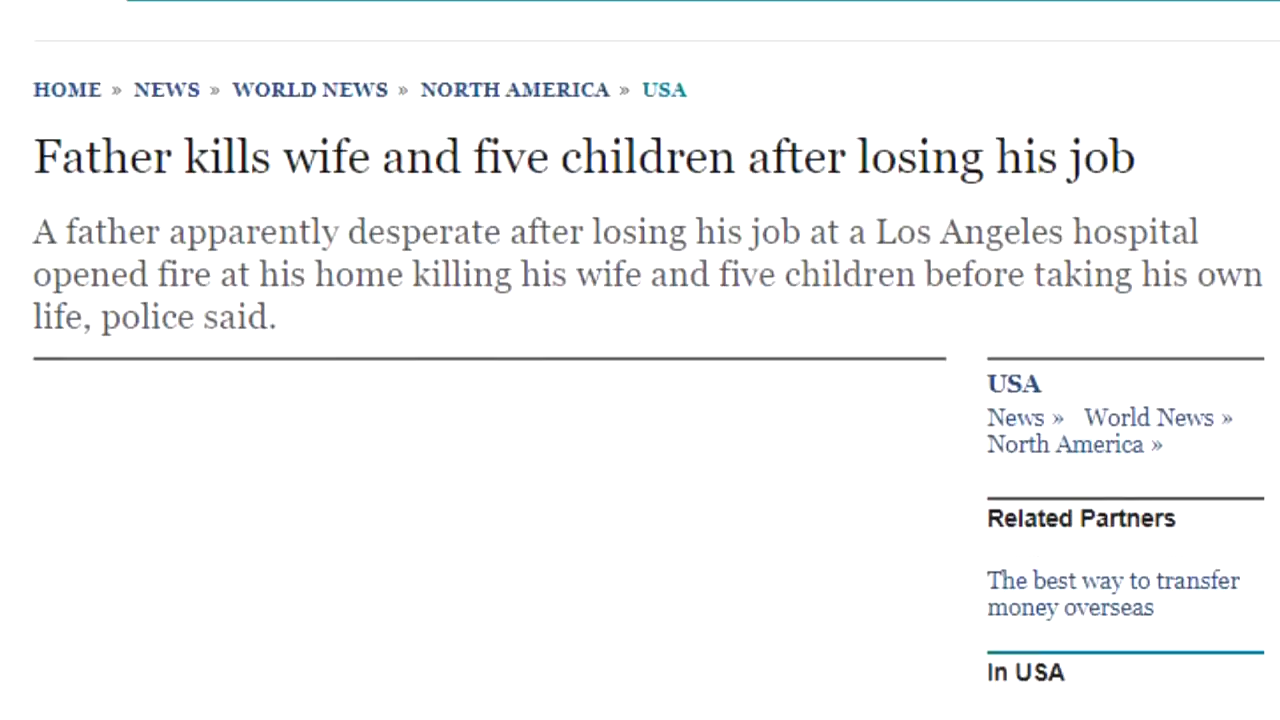 HOME » NEWS » WORLD NEWS » NORTH AMERICA » USA
Father kills wife and five children after losing his job
A father apparently desperate after losing his job at a Los Angeles hospital
opened fire at his home killing his wife and five children before taking his own
life, police said.
USA
News » World News »
North America »
Related Partners
The best way to transfer
money overseas
In USA